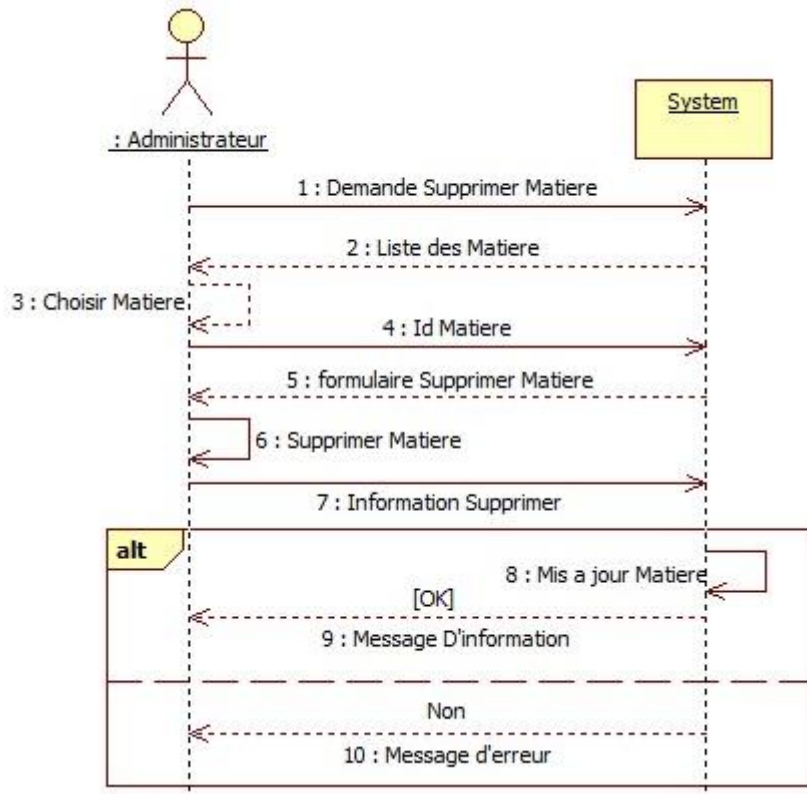 : Administrateur
System
1 : Demande Supprimer Matiere
2 : Liste des Matiere
3 : Choisir Matiere
4 : Id Matiere
5 : formulaire Supprimer Matiere
6 : Supprimer Matiere
7 : Information Supprimer
alt
8 : Mis a jour Matiere
[OK]
9 : Message D'information
Non
10 : Message d'erreur